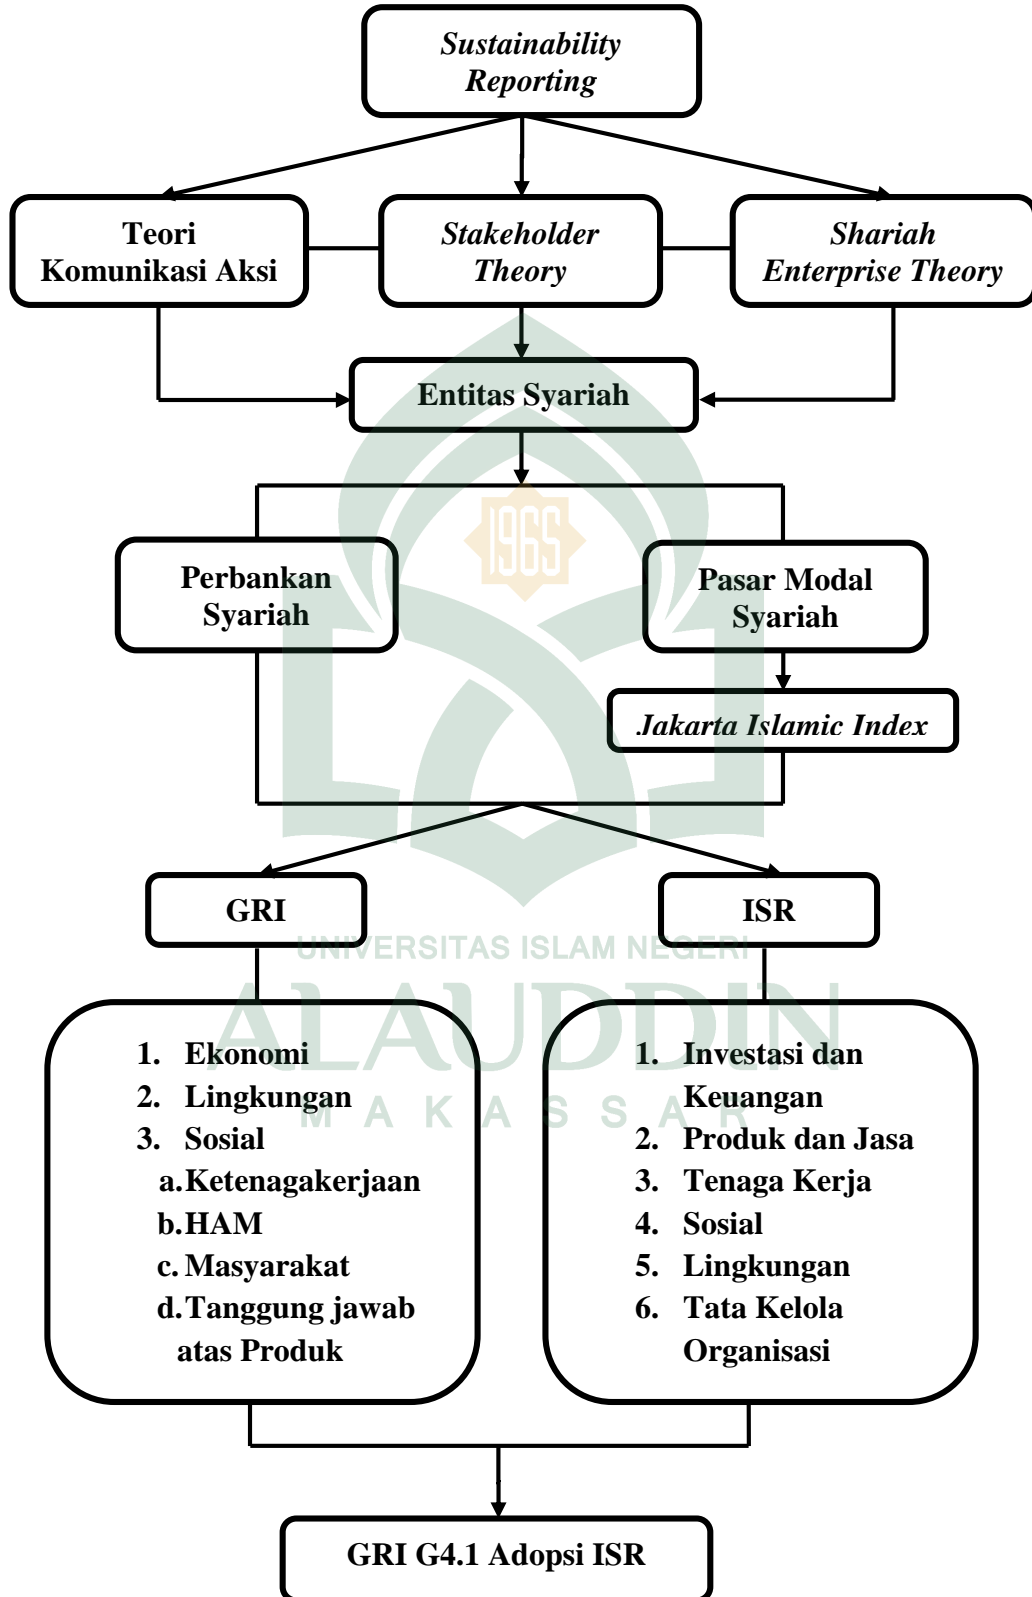 Sustainability
Reporting
Teori
Komunikasi Aksi
Stakeholder
Theory
Shariah
Enterprise Theory
Entitas Syariah
1965
Perbankan
Syariah
Pasar Modal
Syariah
Jakarta Islamic Index
GRI
ISR
UNIVERSITAS ISLAM NEGERI
ALAUDDIN
MAKASSAR
1. Ekonomi
2. Lingkungan
3. Sosial
a. Ketenagakerjaan
b. HAM
c. Masyarakat
d. Tanggung jawab
atas Produk
1. Investasi dan
Keuangan
2. Produk dan Jasa
3. Tenaga Kerja
4. Sosial
5. Lingkungan
6. Tata Kelola
Organisasi
GRI G4.1 Adopsi ISR